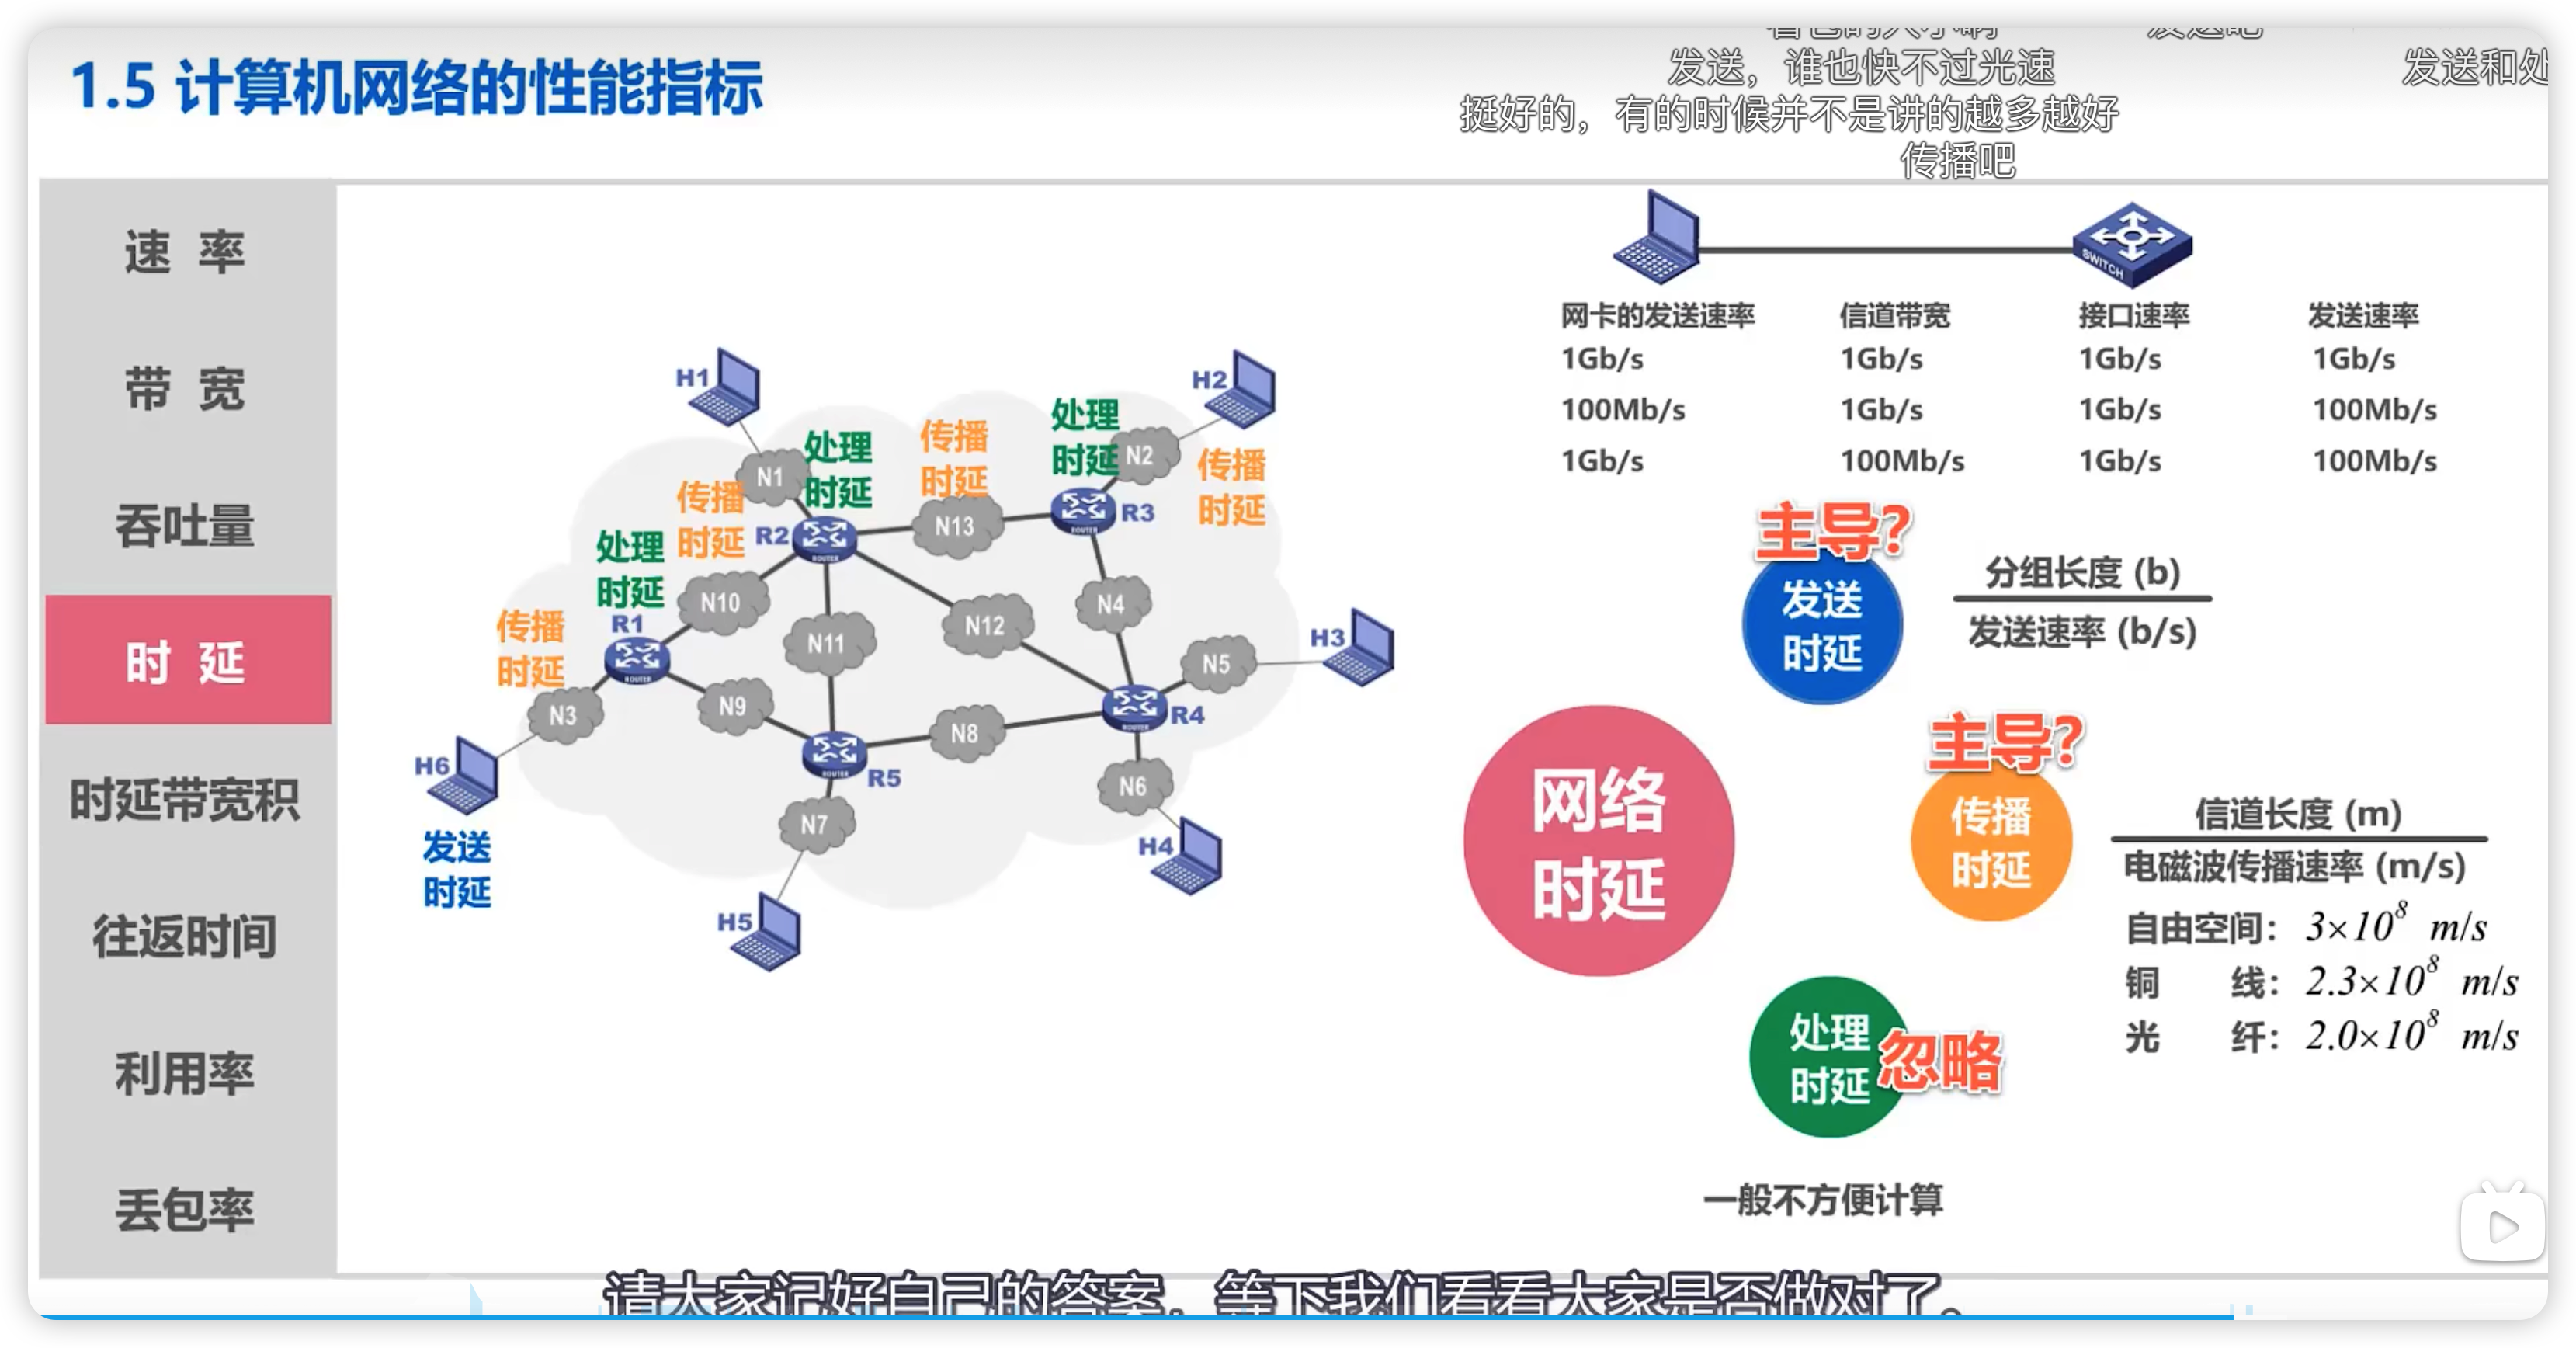 1.5 计算机网络的性能指标
发送，谁也快不过光速
挺好的，有的时候并不是讲的越多越好
传播吧
速 率
带 宽
吞吐量
时 延
时延带宽积
往返时间
利用率
丢包率
H1
H2
H3
H4
H5
H6
N1
N2
N3
N4
N5
N6
N7
N8
N9
N10
N11
N12
N13
R1
R2
R3
R4
R5
ROUTER
ROUTER
ROUTER
ROUTER
ROUTER
发送
时延
传播
时延
处理
时延
传播
时延
处理
时延
传播
时延
处理
时延
传播
时延
SWITCH
网卡的发送速率 信道带宽 接口速率 发送速率
1Gb/s 1Gb/s 1Gb/s 1Gb/s
100Mb/s 1Gb/s 1Gb/s 100Mb/s
1Gb/s 100Mb/s 1Gb/s 100Mb/s
主导？
发送
时延
分组长度 (b)
发送速率 (b/s)
网络
时延
主导？
传播
时延
信道长度 (m)
电磁波传播速率 (m/s)
自由空间： 3×10⁸ m/s
铜 线： 2.3×10⁸ m/s
光 纤： 2.0×10⁸ m/s
处理
时延
忽略
一般不方便计算
请大家记好自己的答案，等下我们看看大家是否做对了。